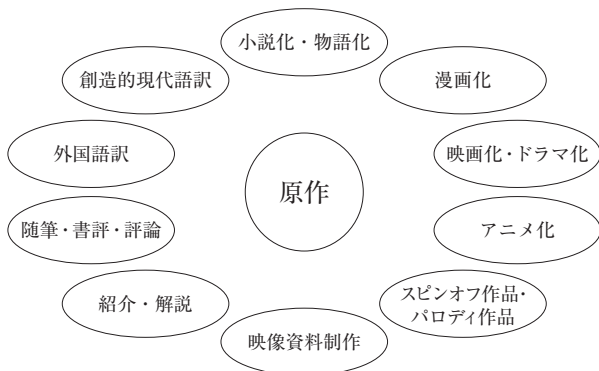 小説化・物語化
創造的現代語訳
漫画化
外国語訳
映画化・ドラマ化
原作
随筆・書評・評論
アニメ化
紹介・解説
スピンオフ作品・
パロディ作品
映像資料制作